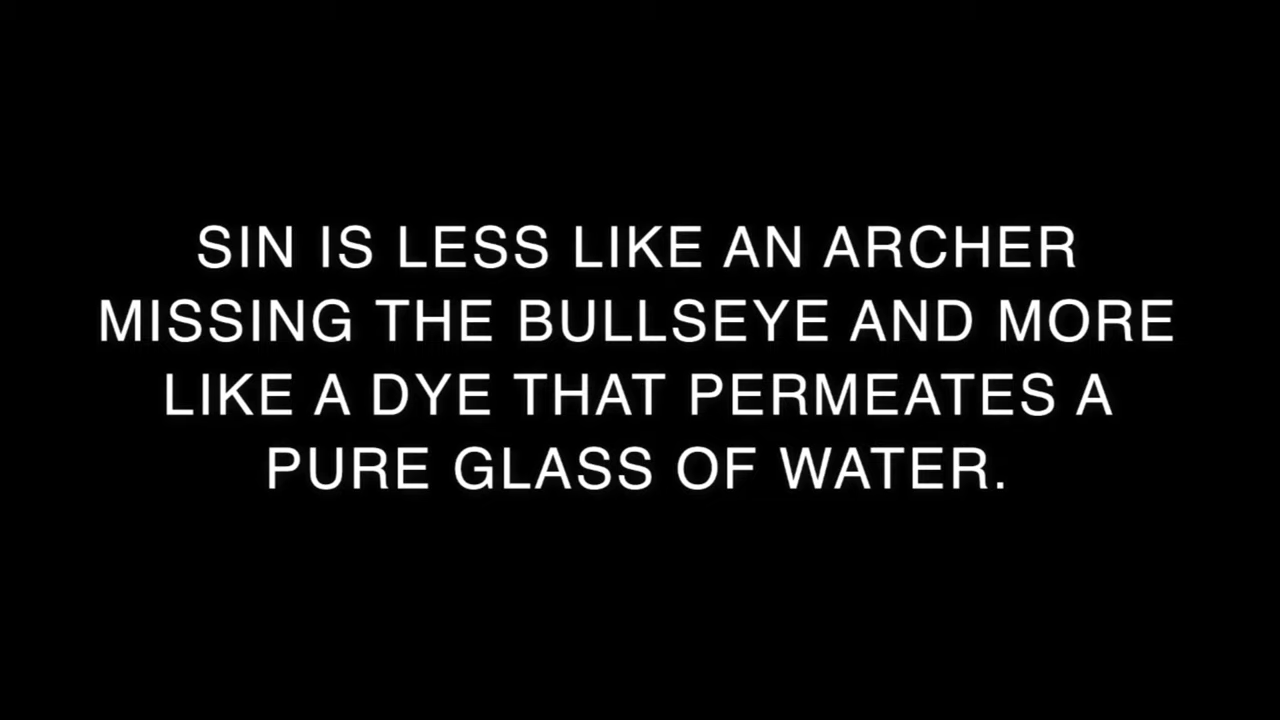 SIN IS LESS LIKE AN ARCHER
MISSING THE BULLSEYE AND MORE
LIKE A DYE THAT PERMEATES A
PURE GLASS OF WATER.